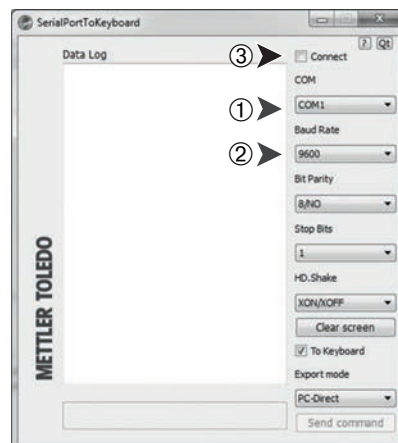 SerialPortToKeyboard
? Qt
Data Log
③
Connect
COM
①
COM1
Baud Rate
②
9600
Bit Parity
8/NO
Stop Bits
1
HD.Shake
XON/XOFF
Clear screen
To Keyboard
Export mode
PC-Direct
Send command
METTLER TOLEDO